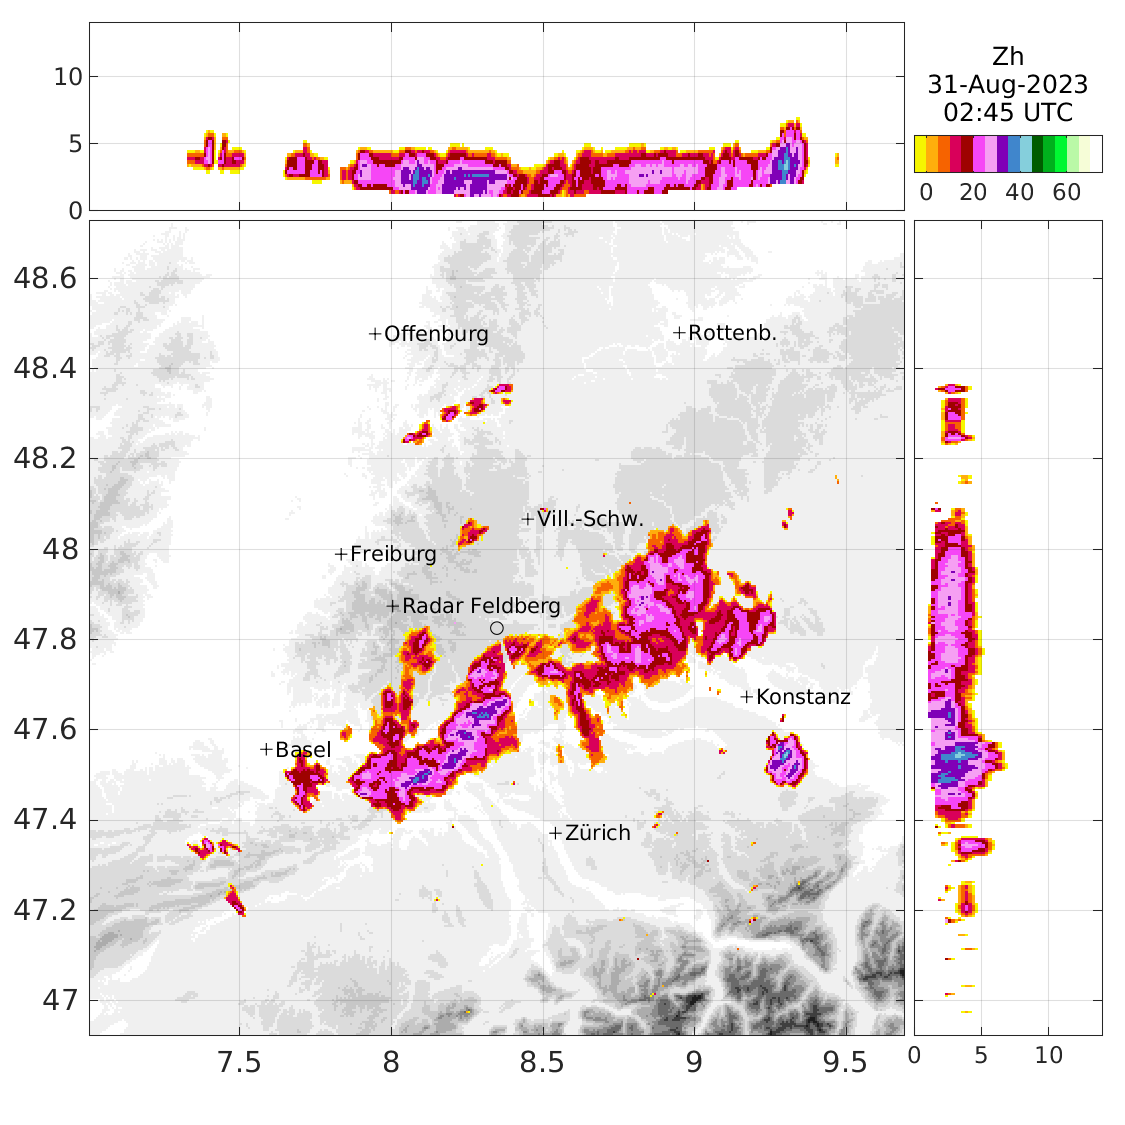 10
5
0
Zh
31-Aug-2023
02:45 UTC
0 20 40 60
48.6
48.4
48.2
48
47.8
47.6
47.4
47.2
47
Offenburg
Rottenb.
Vill.-Schw.
Freiburg
Radar Feldberg
Konstanz
Basel
Zürich
7.5 8 8.5 9 9.5
0 5 10